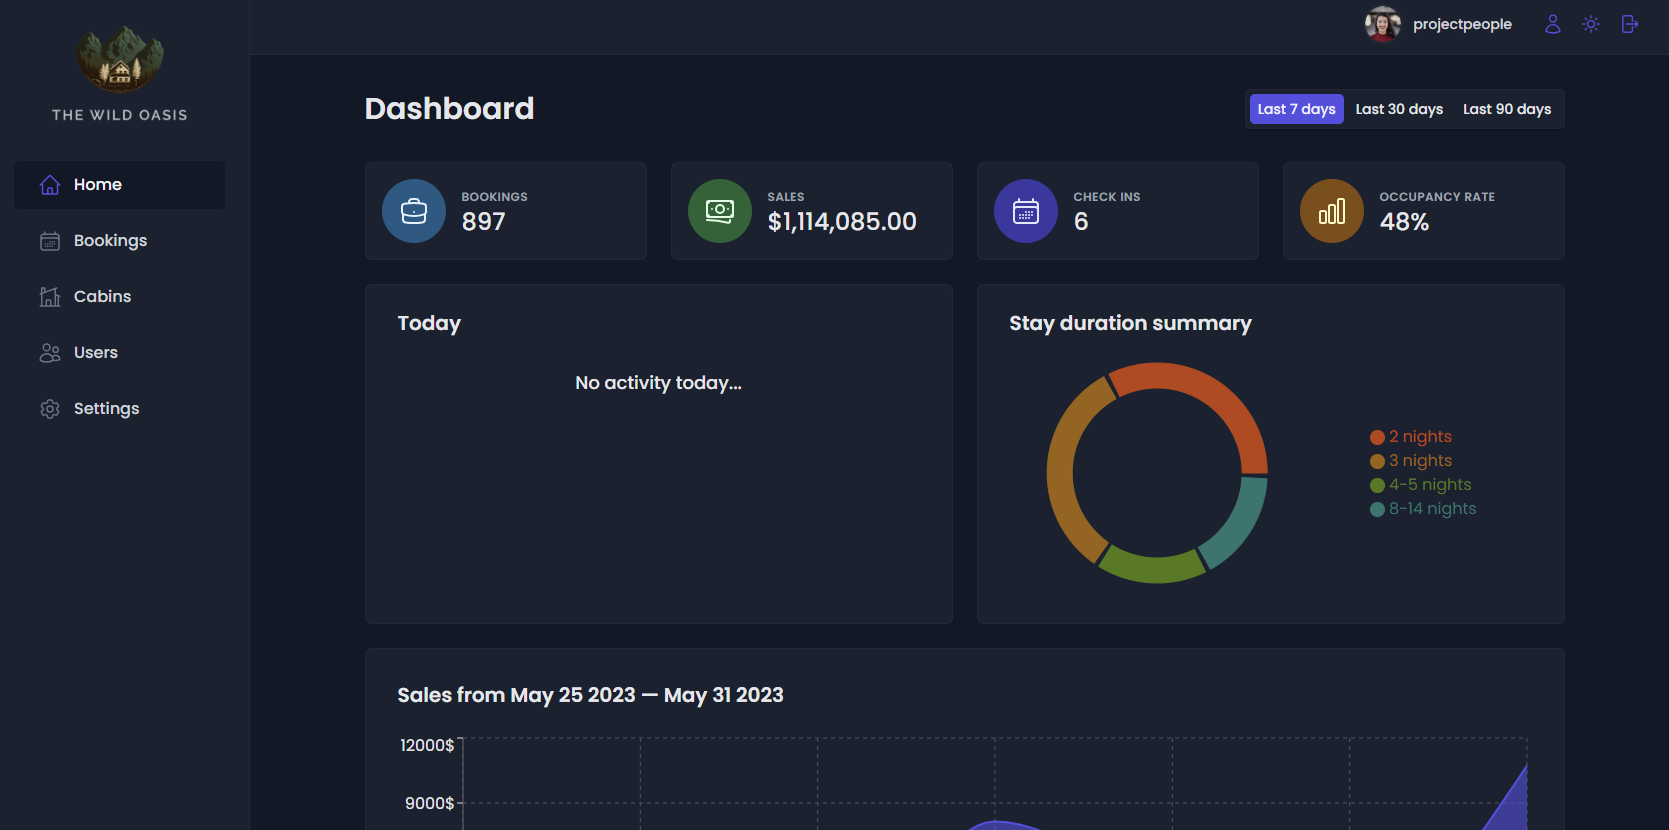 THE WILD OASIS
Home
Bookings
Cabins
Users
Settings
projectpeople
Dashboard
Last 7 days Last 30 days Last 90 days
BOOKINGS
897
SALES
$1,114,085.00
CHECK INS
6
OCCUPANCY RATE
48%
Today
No activity today...
Stay duration summary
2 nights
3 nights
4-5 nights
8-14 nights
Sales from May 25 2023 — May 31 2023
12000$
9000$